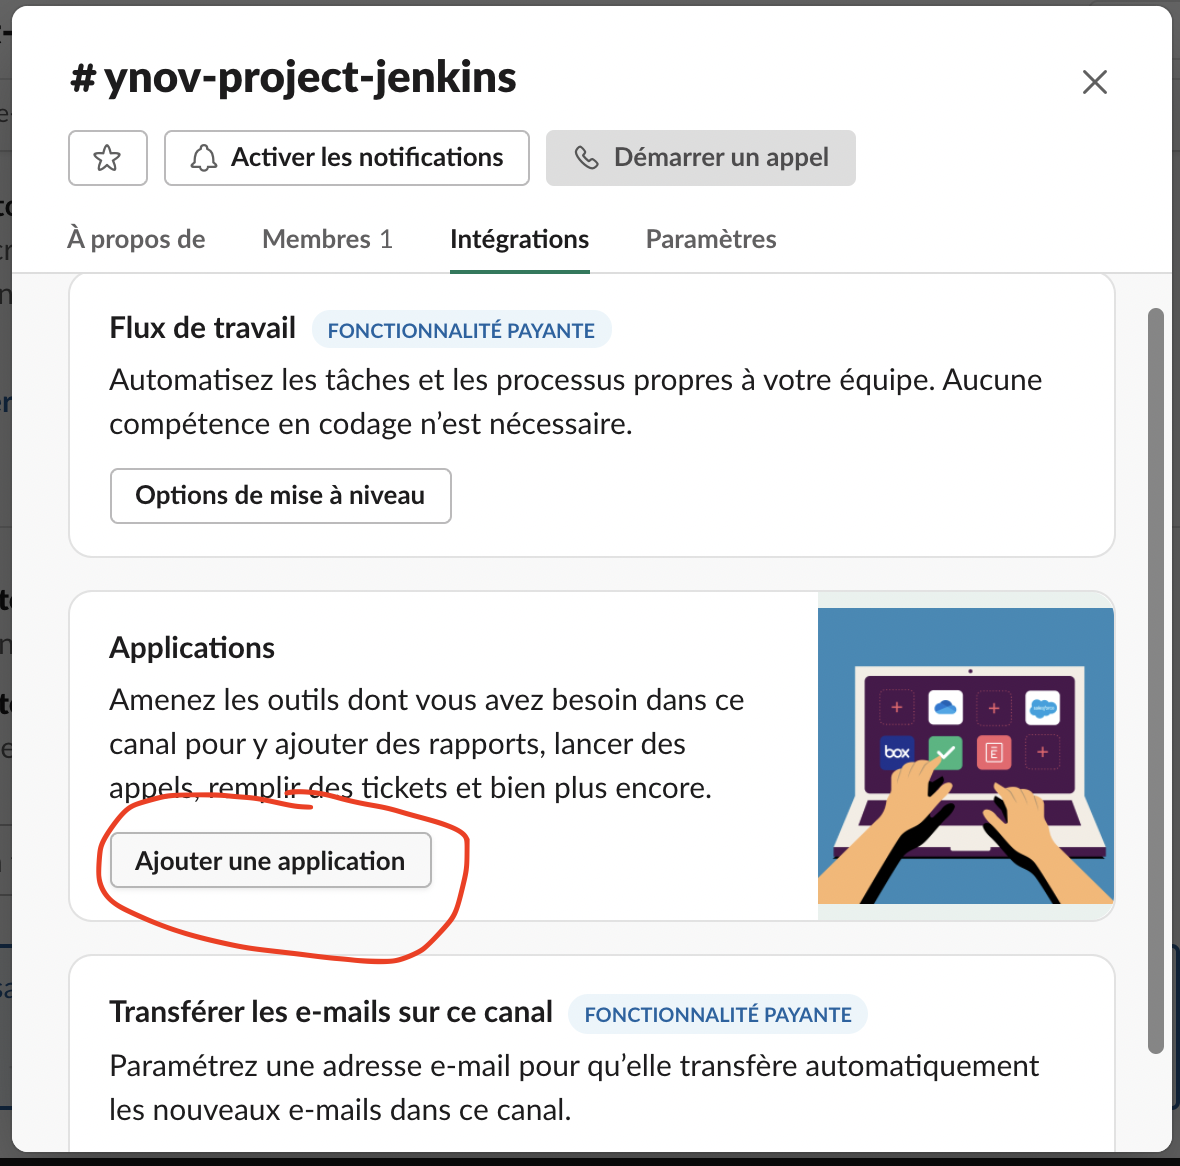 # ynov-project-jenkins
Activer les notifications
Démarrer un appel
À propos de
Membres 1
Intégrations
Paramètres
Flux de travail
FONCTIONNALITÉ PAYANTE
Automatisez les tâches et les processus propres à votre équipe. Aucune
compétence en codage n’est nécessaire.
Options de mise à niveau
Applications
Amenez les outils dont vous avez besoin dans ce
canal pour y ajouter des rapports, lancer des
appels, remplir des tickets et bien plus encore.
box
salesforce
Ajouter une application
Transférer les e-mails sur ce canal
FONCTIONNALITÉ PAYANTE
Paramétrez une adresse e-mail pour qu’elle transfère automatiquement
les nouveaux e-mails dans ce canal.